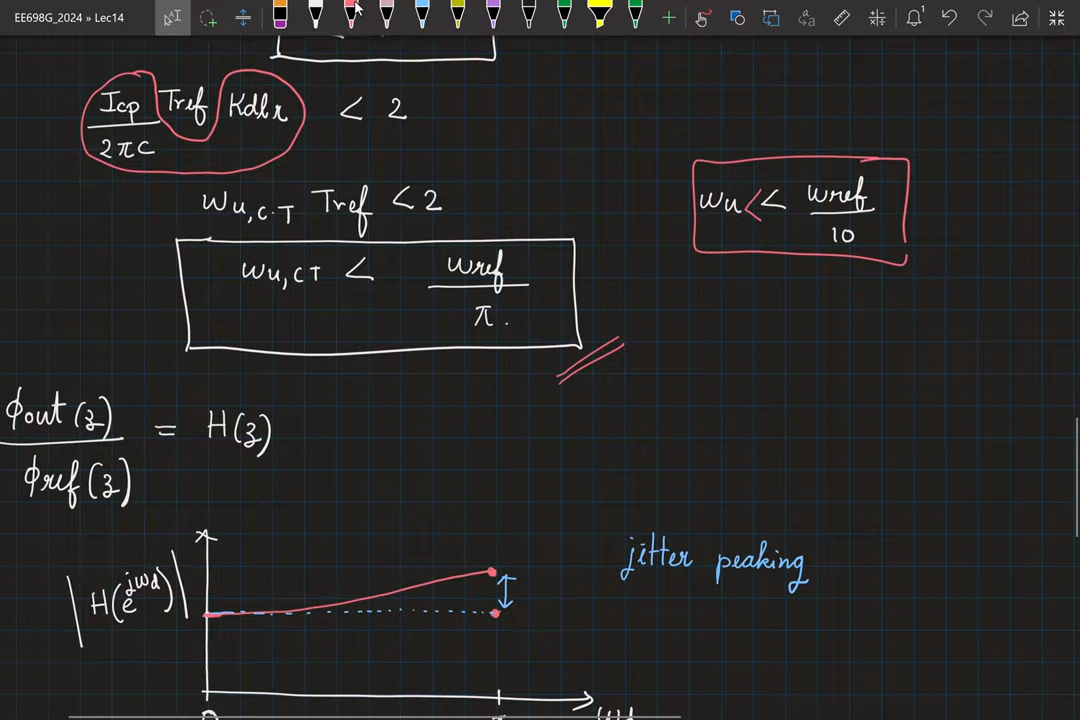 EE698G_2024 » Lec14
Icp/2πC Tref Kdlr < 2
ωu,C.T Tref < 2
ωu << ωref/10
ωu,CT < ωref/π.
ϕout(z)/ϕref(z) = H(z)
|H(e^jωd)|
jitter peaking